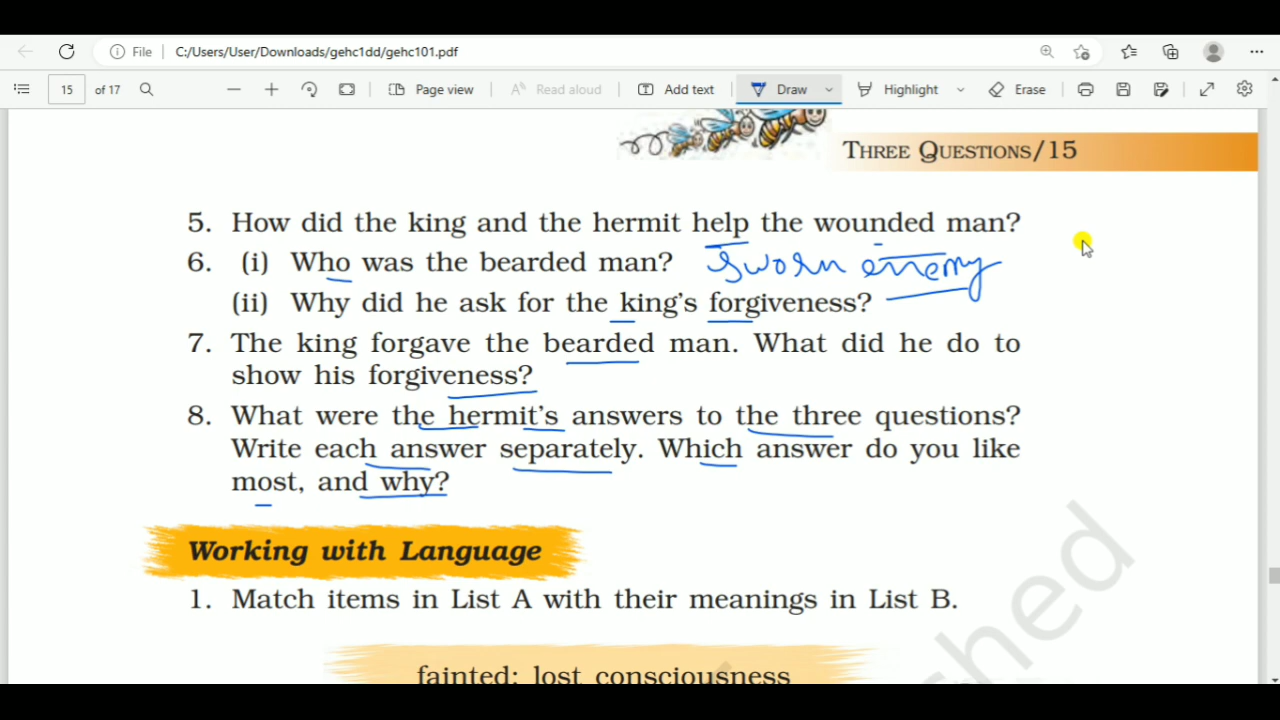 File C:/Users/User/Downloads/gehc1dd/gehc101.pdf
15 of 17 Page view Read aloud Add text Draw Highlight Erase
THREE QUESTIONS/15
5. How did the king and the hermit help the wounded man?
6. (i) Who was the bearded man? Sworn enemy
(ii) Why did he ask for the king's forgiveness?
7. The king forgave the bearded man. What did he do to
show his forgiveness?
8. What were the hermit's answers to the three questions?
Write each answer separately. Which answer do you like
most, and why?
Working with Language
1. Match items in List A with their meanings in List B.
fainted: lost consciousness
shed